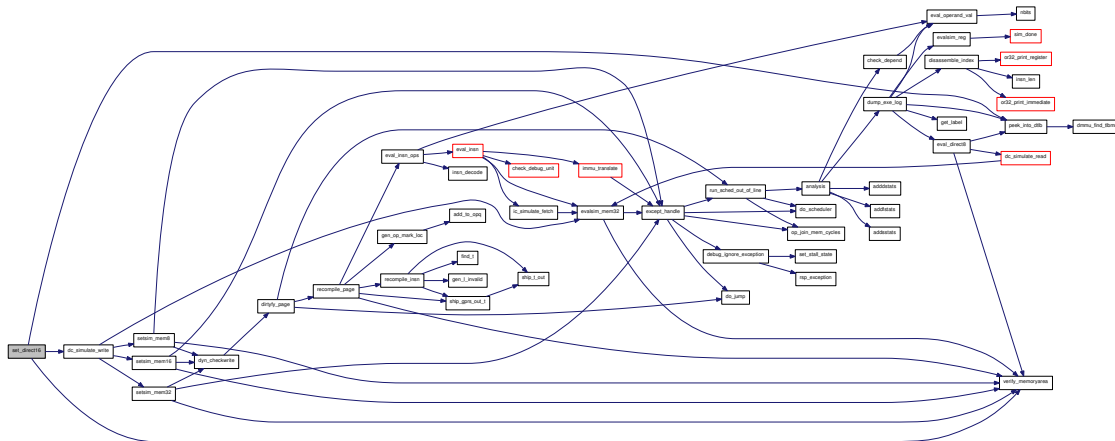 set_direct16
dc_simulate_write
setsim_mem8
setsim_mem16
setsim_mem32
dyn_checkwrite
dirtyfy_page
recompile_page
eval_insn_ops
gen_op_mark_loc
recompile_insn
eval_insn
insn_decode
add_to_opq
find_t
gen_t_invalid
ship_gprs_out_t
check_debug_unit
ic_simulate_fetch
ship_t_out
immu_translate
evalsim_mem32
except_handle
run_sched_out_of_line
debug_ignore_exception
do_jump
analysis
do_scheduler
op_join_mem_cycles
set_stall_state
rsp_exception
check_depend
dump_exe_log
adddstats
addfstats
addsstats
eval_operand_val
evalsim_reg
disassemble_index
get_label
eval_direct8
nbits
sim_done
or32_print_register
insn_len
or32_print_immediate
peek_into_dtlb
dc_simulate_read
verify_memoryarea
dmmu_find_tlbmr